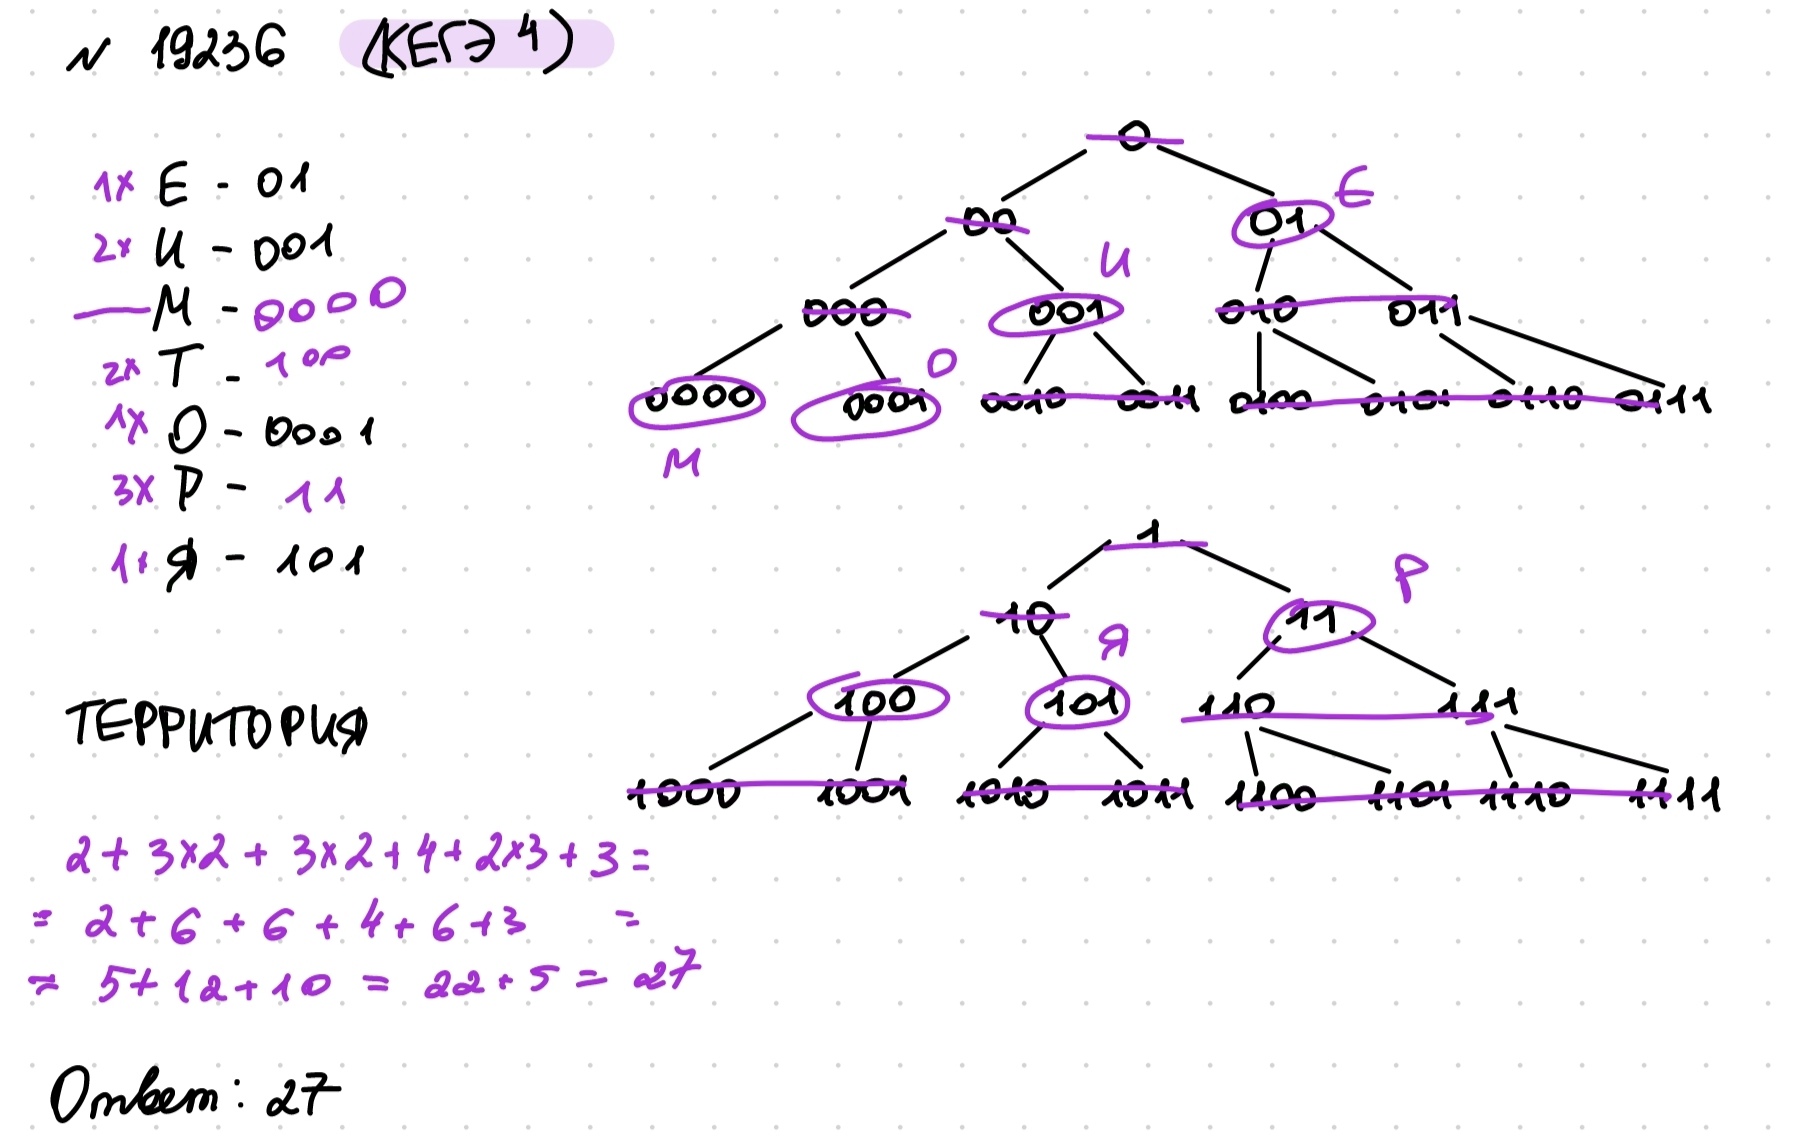 № 19236 (КЕГЭ 4)
1x Е - 01
2x И - 001
М - 0000
2x Т - 100
1x О - 0001
3x Р - 11
1x Я - 101
ТЕРРИТОРИЯ
2 + 3x2 + 3x2 + 4 + 2x3 + 3 =
= 2 + 6 + 6 + 4 + 6 + 3 =
= 5 + 12 + 10 = 22 + 5 = 27
Ответ: 27
0
00 01 Е
И
000 001 010 011
О
0000 0001 0010 0011 0100 0101 0110 0111
М
1
Р
10 11
Я
100 101 110 111
1000 1001 1010 1011 1100 1101 1110 1111